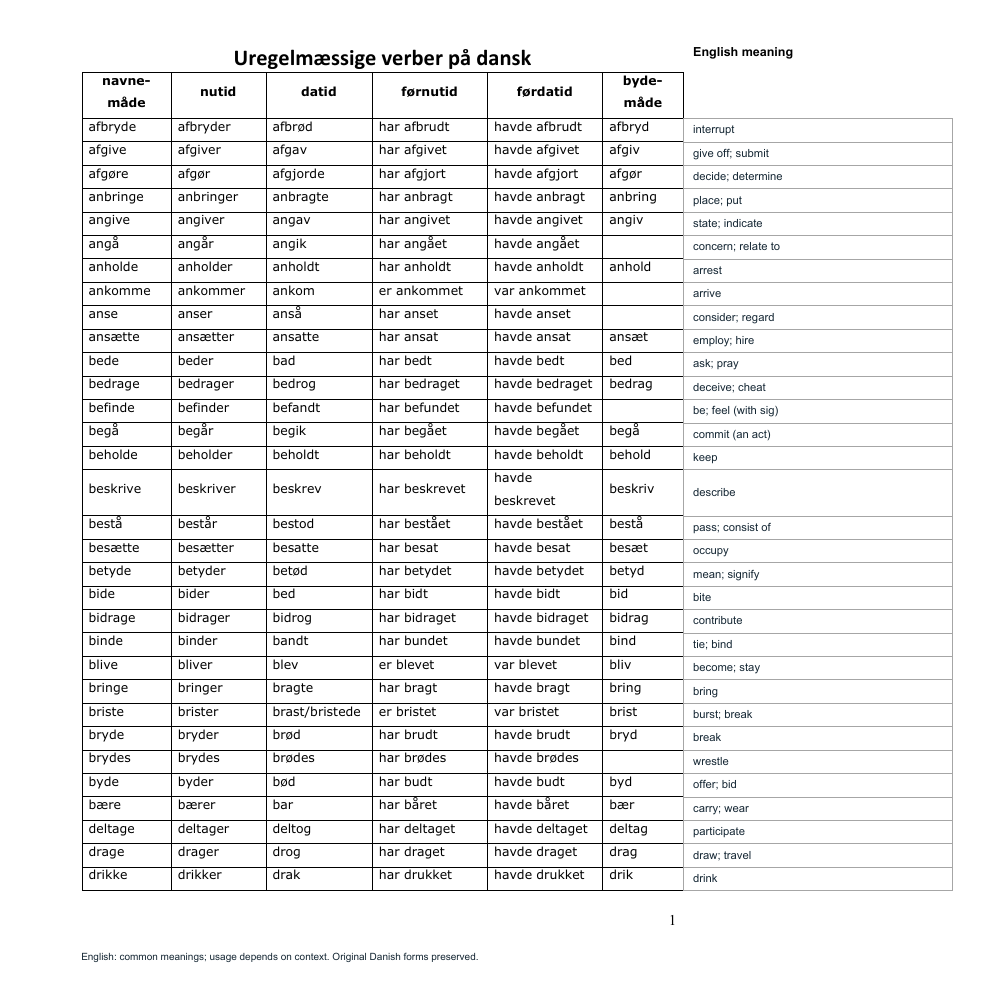 Uregelmæssige verber på dansk English meaning
navne-måde nutid datid førnutid førdatid byde-måde
afbryde afbryder afbrød har afbrudt havde afbrudt afbryd interrupt
afgive afgiver afgav har afgivet havde afgivet afgiv give off; submit
afgøre afgør afgjorde har afgjort havde afgjort afgør decide; determine
anbringe anbringer anbragte har anbragt havde anbragt anbring place; put
angive angiver angav har angivet havde angivet angiv state; indicate
angå angår angik har angået havde angået concern; relate to
anholde anholder anholdt har anholdt havde anholdt anhold arrest
ankomme ankommer ankom er ankommet var ankommet arrive
anse anser anså har anset havde anset consider; regard
ansætte ansætter ansatte har ansat havde ansat ansæt employ; hire
bede beder bad har bedt havde bedt bed ask; pray
bedrage bedrager bedrog har bedraget havde bedraget bedrag deceive; cheat
befinde befinder befandt har befundet havde befundet be; feel (with sig)
begå begår begik har begået havde begået begå commit (an act)
beholde beholder beholdt har beholdt havde beholdt behold keep
beskrive beskriver beskrev har beskrevet havde beskrevet beskriv describe
bestå består bestod har bestået havde bestået bestå pass; consist of
besætte besætter besatte har besat havde besat besæt occupy
betyde betyder betød har betydet havde betydet betyd mean; signify
bide bider bed har bidt havde bidt bid bite
bidrage bidrager bidrog har bidraget havde bidraget bidrag contribute
binde binder bandt har bundet havde bundet bind tie; bind
blive bliver blev er blevet var blevet bliv become; stay
bringe bringer bragte har bragt havde bragt bring bring
briste brister brast/bristede er bristet var bristet brist burst; break
bryde bryder brød har brudt havde brudt bryd break
brydes brydes brødes har brødes havde brødes wrestle
byde byder bød har budt havde budt byd offer; bid
bære bærer bar har båret havde båret bær carry; wear
deltage deltager deltog har deltaget havde deltaget deltag participate
drage drager drog har draget havde draget drag draw; travel
drikke drikker drak har drukket havde drukket drik drink
1
English: common meanings; usage depends on context. Original Danish forms preserved.